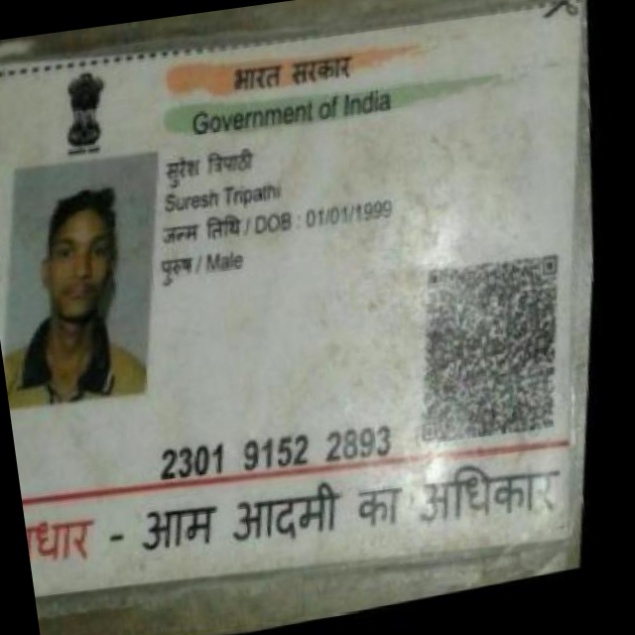 भारत सरकार
Government of India
सुरेश त्रिपाठी
Suresh Tripathi
जन्म तिथि / DOB : 01/01/1999
पुरुष / Male
2301 9152 2893
धार - आम आदमी का अधिकार